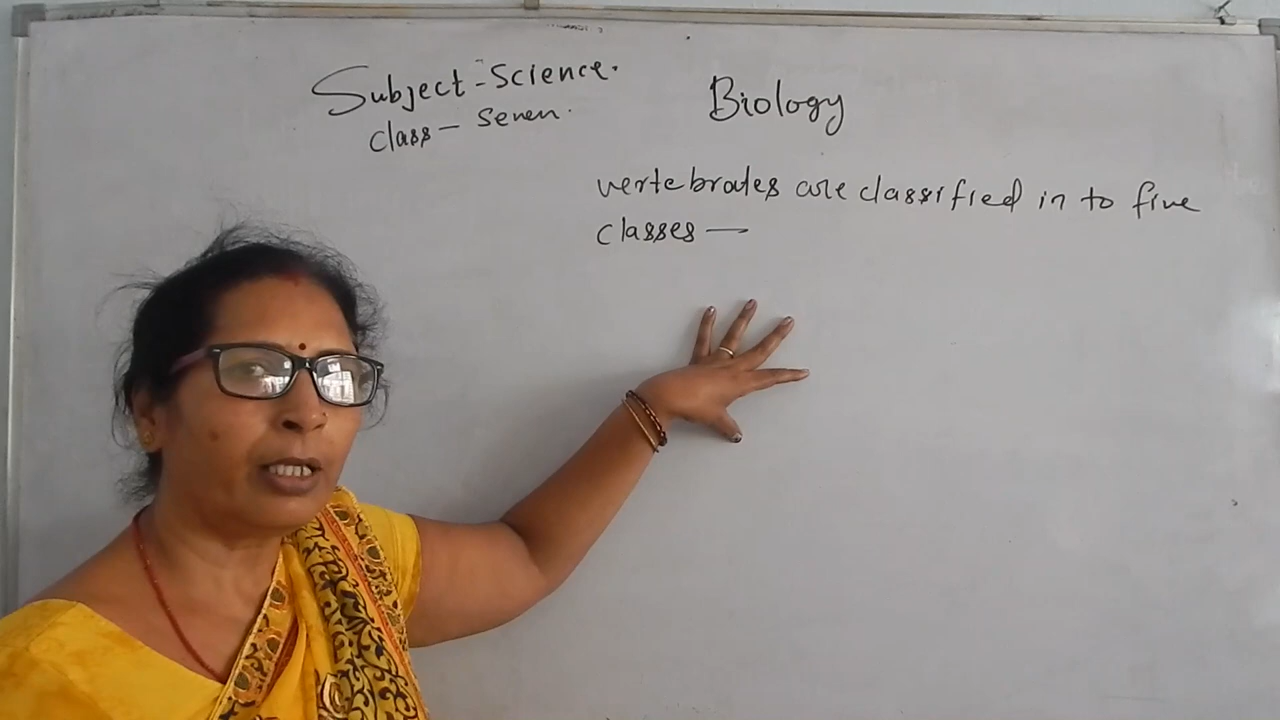 Subject :- Science.
class - seven.
Biology
vertebrates are classified in to five
classes —